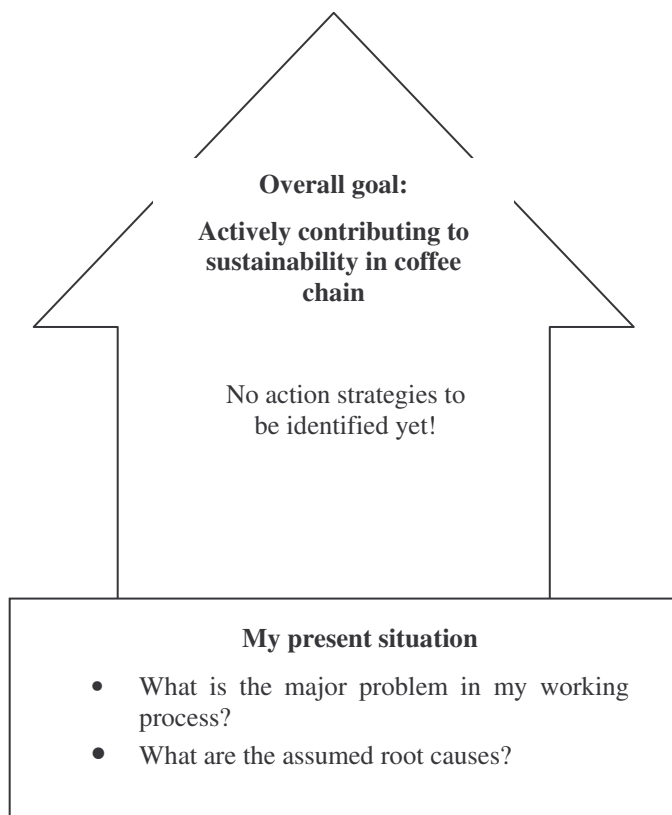 Overall goal:
Actively contributing to
sustainability in coffee
chain
No action strategies to
be identified yet!
My present situation
• What is the major problem in my working
process?
• What are the assumed root causes?